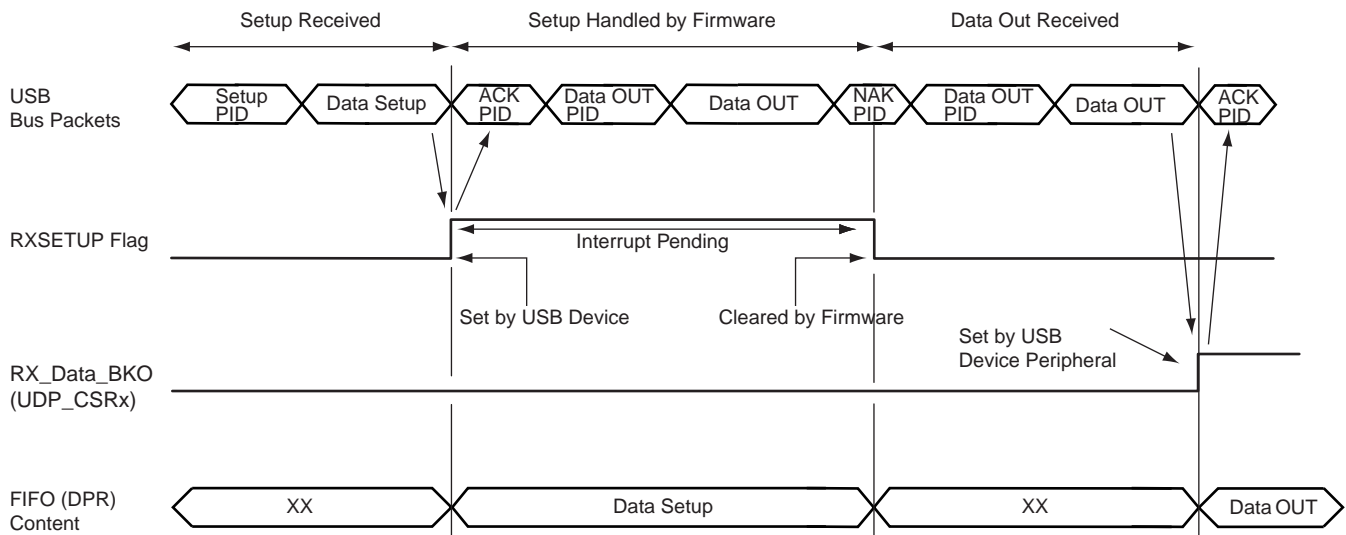 Setup Received
Setup Handled by Firmware
Data Out Received
USB
Bus Packets
Setup
PID
Data Setup
ACK
PID
Data OUT
PID
Data OUT
NAK
PID
Data OUT
PID
Data OUT
ACK
PID
RXSETUP Flag
Interrupt Pending
Set by USB Device
Cleared by Firmware
Set by USB
Device Peripheral
RX_Data_BKO
(UDP_CSRx)
FIFO (DPR)
Content
XX
Data Setup
XX
Data OUT